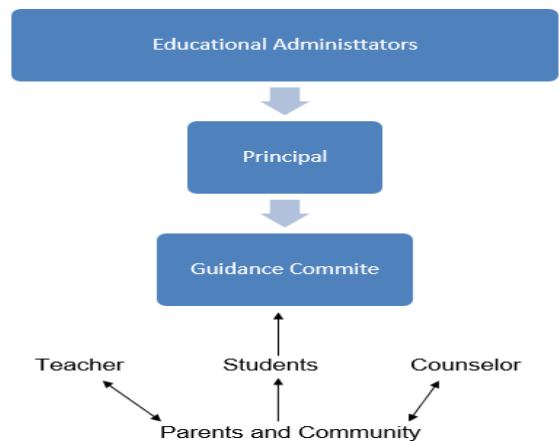 Educational Administtators
Principal
Guidance Commite
Teacher Students Counselor
Parents and Community